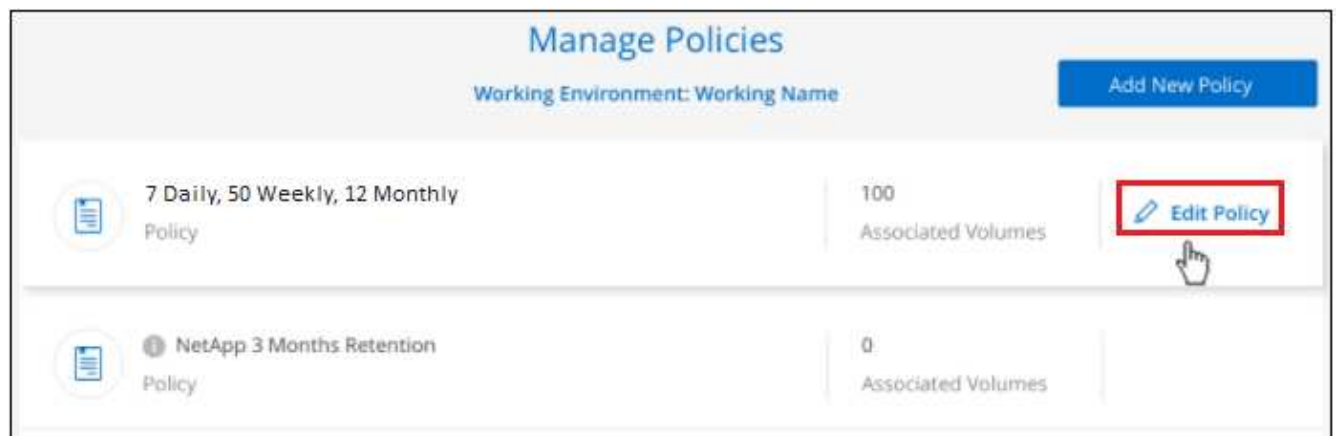 Manage Policies
Working Environment: Working Name
Add New Policy
7 Daily, 50 Weekly, 12 Monthly
Policy
100
Associated Volumes
Edit Policy
NetApp 3 Months Retention
Policy
0
Associated Volumes